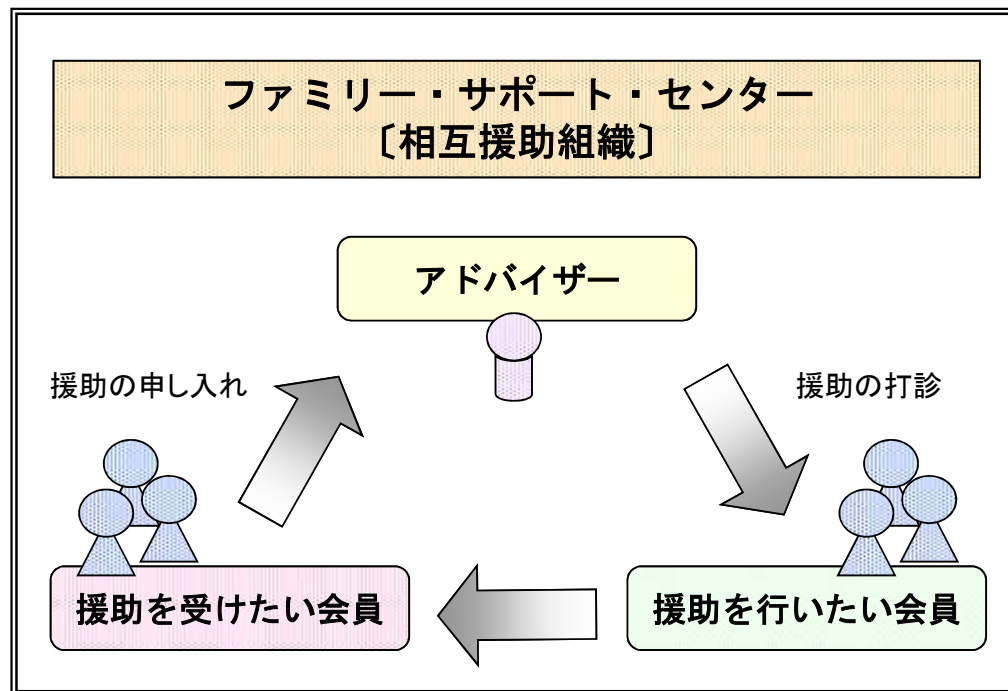 ファミリー・サポート・センター
〔相互援助組織〕
アドバイザー
援助の申し入れ
援助の打診
援助を受けたい会員
援助を行いたい会員